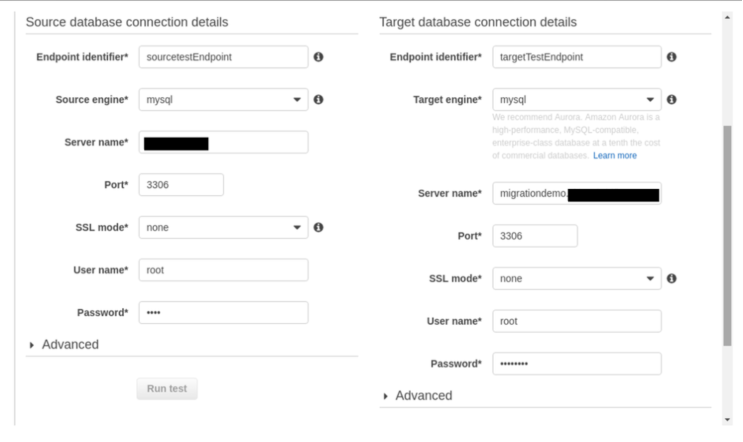 Source database connection details
Endpoint identifier* sourcetestEndpoint
Source engine* mysql
Server name*
Port* 3306
SSL mode* none
User name* root
Password* ••••
Advanced
Run test
Target database connection details
Endpoint identifier* targetTestEndpoint
Target engine* mysql
We recommend Aurora. Amazon Aurora is a
high-performance, MySQL-compatible,
enterprise-class database at a tenth the cost
of commercial databases. Learn more
Server name* migrationdemo.
Port* 3306
SSL mode* none
User name* root
Password* ••••••••
Advanced